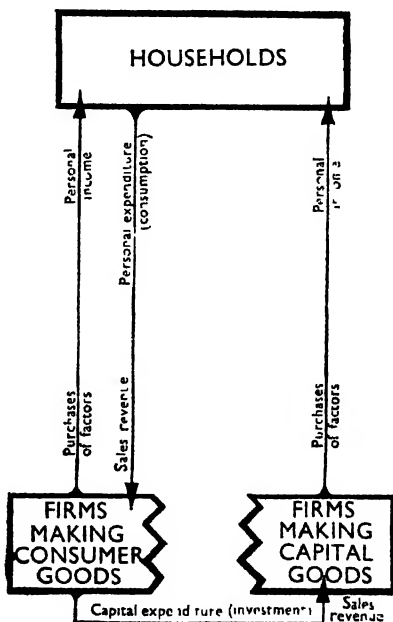 HOUSEHOLDS
Personal
income
Personal expenditure
(consumption)
Personal
Purchases
of factors
Sales revenue
Purchases
of factors
FIRMS
MAKING
CONSUMER
GOODS
FIRMS
MAKING
CAPITAL
GOODS
Capital expenditure (investment)
Sales
revenue